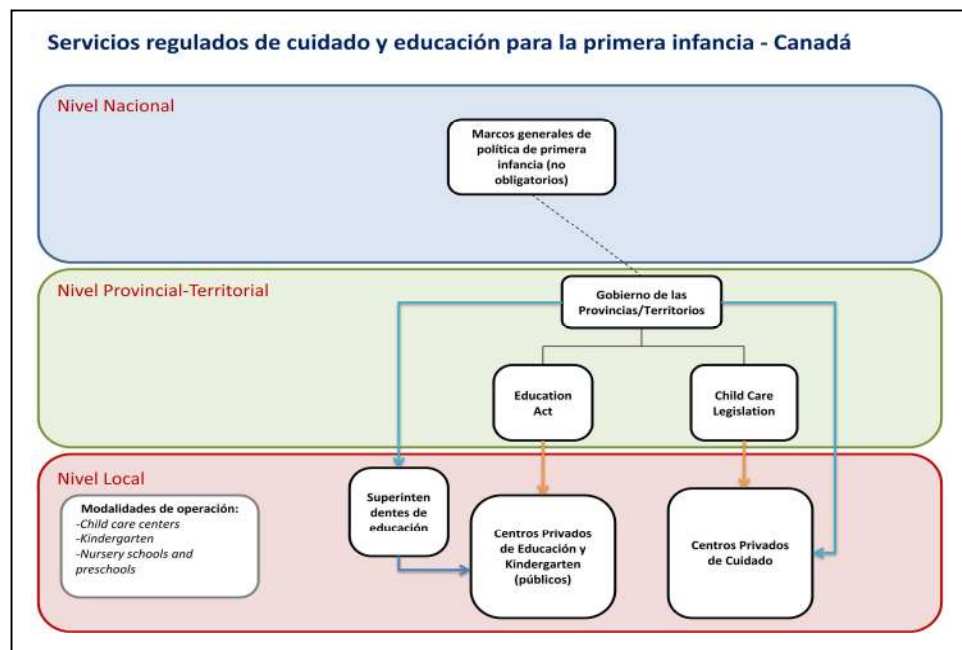 Servicios regulados de cuidado y educación para la primera infancia - Canadá
Nivel Nacional
Marcos generales de
política de primera
infancia (no
obligatorios)
Nivel Provincial-Territorial
Gobierno de las
Provincias/Territorios
Education
Act
Child Care
Legislation
Nivel Local
Modalidades de operación:
-Child care centers
-Kindergarten
-Nursery schools and
preschools
Superinten
dentes de
educación
Centros Privados
de Educación y
Kindergarten
(públicos)
Centros Privados
de Cuidado